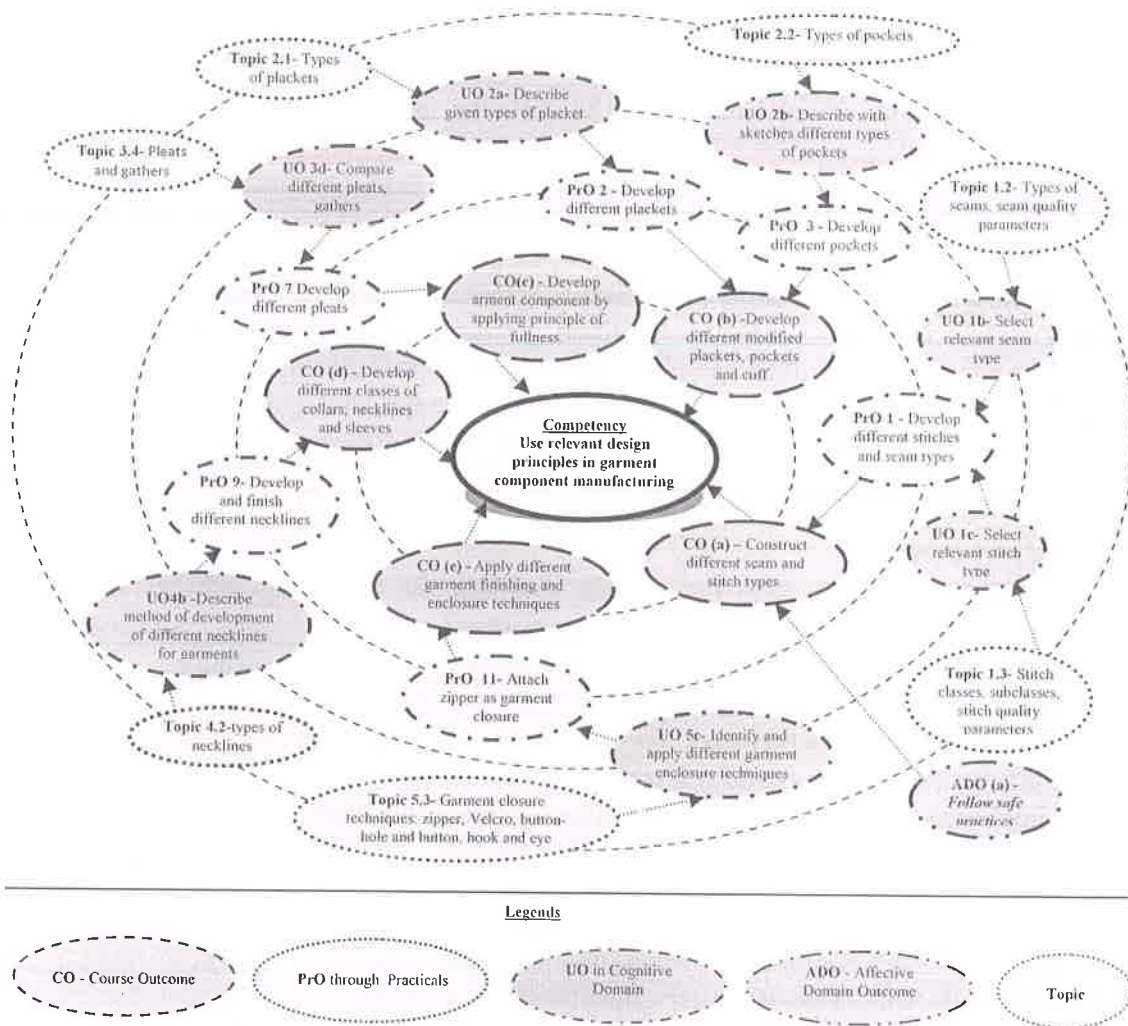 Topic 2.2- Types of pockets
Topic 2.1- Types
of plackets
UO 2a- Describe
given types of placket
UO 2b- Describe with
sketches different types
of pockets
Topic 3.4- Pleats
and gathers
UO 3d- Compare
different pleats,
gathers
PrO 2 - Develop
different plackets
Topic 1.2- Types of
seams, seam quality
parameters
PrO 3 - Develop
different pockets
PrO 7 Develop
different pleats
CO(c) - Develop
arment component by
applying principle of
fullness
CO (b) -Develop
different modified
plackets, pockets
and cuff
UO 1b- Select
relevant seam
type
CO (d) - Develop
different classes of
collars, necklines
and sleeves
PrO 1 - Develop
different stitches
and seam types
Competency
Use relevant design
principles in garment
component manufacturing
PrO 9- Develop
and finish
different necklines
CO (a) – Construct
different seam and
stitch types
UO 1c- Select
relevant stitch
type
CO (e) - Apply different
garment finishing and
enclosure techniques
UO4b -Describe
method of development
of different necklines
for garments
PrO 11- Attach
zipper as garment
closure
Topic 1.3- Stitch
classes, subclasses,
stitch quality
parameters
Topic 4.2-types of
necklines
UO 5c- Identify and
apply different garment
enclosure techniques
ADO (a) -
Follow safe
practices
Topic 5.3- Garment closure
techniques: zipper, Velcro, button-
hole and button, hook and eye
Legends
CO - Course Outcome
PrO through Practicals
UO in Cognitive
Domain
ADO - Affective
Domain Outcome
Topic